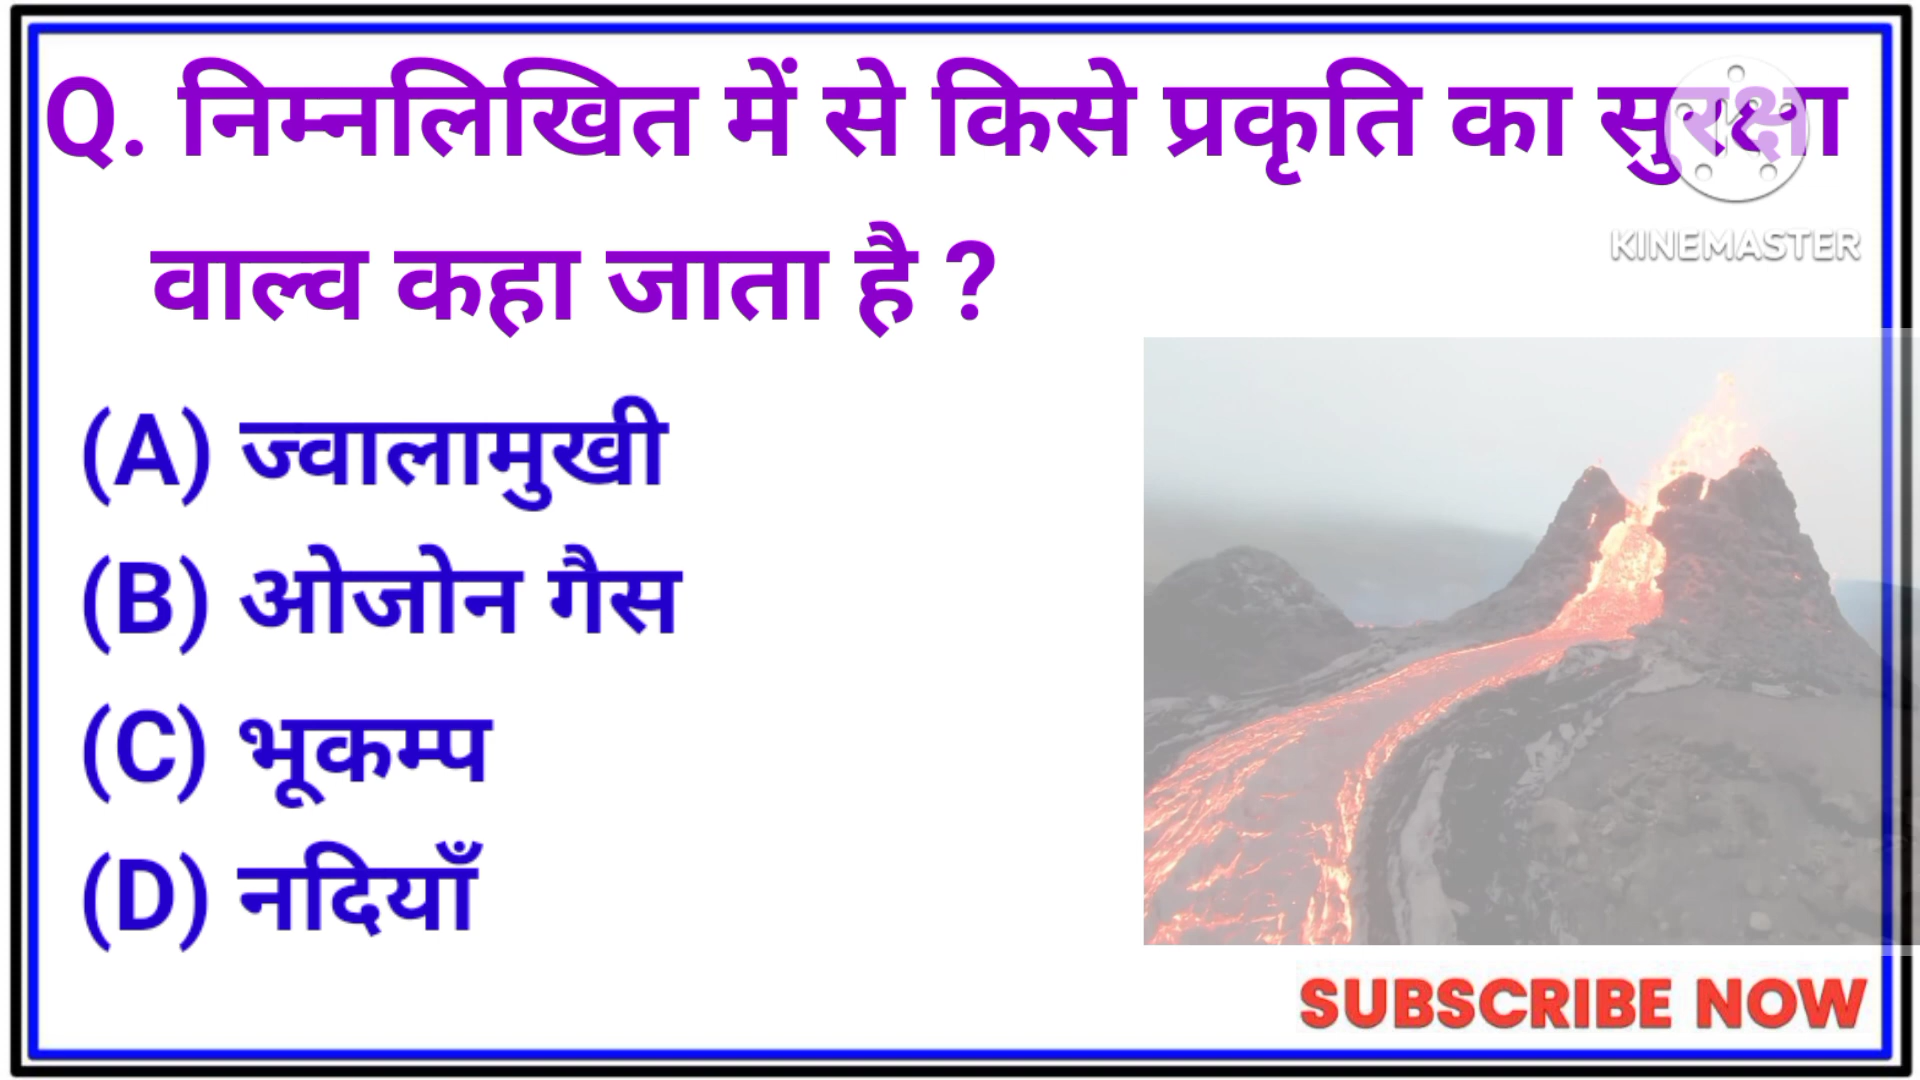 Q. निम्नलिखित में से किसे प्रकृति का सुरक्षा
वाल्व कहा जाता है ?
KINEMASTER
(A) ज्वालामुखी
(B) ओजोन गैस
(C) भूकम्प
(D) नदियाँ
SUBSCRIBE NOW